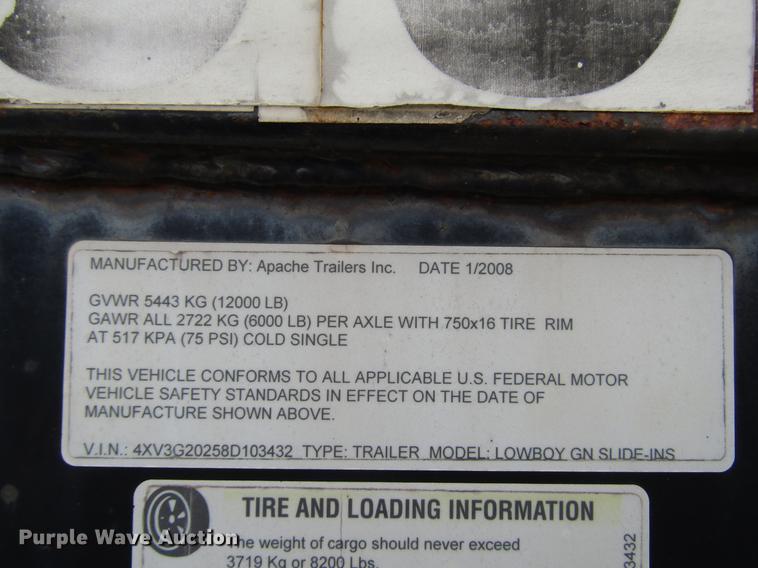 MANUFACTURED BY: Apache Trailers Inc. DATE 1/2008
GVWR 5443 KG (12000 LB)
GAWR ALL 2722 KG (6000 LB) PER AXLE WITH 750x16 TIRE RIM
AT 517 KPA (75 PSI) COLD SINGLE
THIS VEHICLE CONFORMS TO ALL APPLICABLE U.S. FEDERAL MOTOR
VEHICLE SAFETY STANDARDS IN EFFECT ON THE DATE OF
MANUFACTURE SHOWN ABOVE.
V.I.N.: 4XV3G20258D103432 TYPE: TRAILER MODEL: LOWBOY GN SLIDE-INS
TIRE AND LOADING INFORMATION
The weight of cargo should never exceed
3719 Kg or 8200 Lbs.
3432
Purple Wave Auction